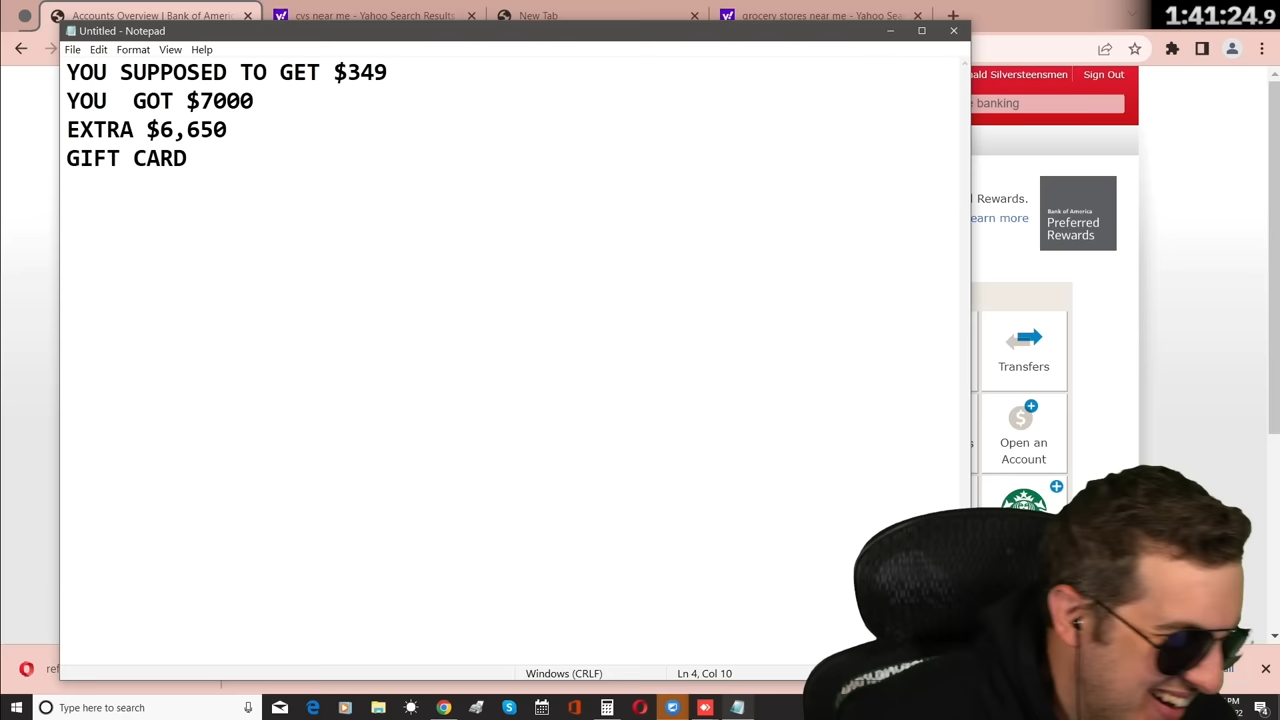 Accounts Overview | Bank of America
cvs near me - Yahoo Search Results
New Tab
grocery stores near me - Yahoo Sea
1:41:24.9
Untitled - Notepad
File Edit Format View Help
YOU SUPPOSED TO GET $349
YOU  GOT $7000
EXTRA $6,650
GIFT CARD
nald Silversteensmen
Sign Out
banking
Rewards.
earn more
Bank of America
Preferred
Rewards
Transfers
Open an
Account
ref
Windows (CRLF)
Ln 4, Col 10
Type here to search